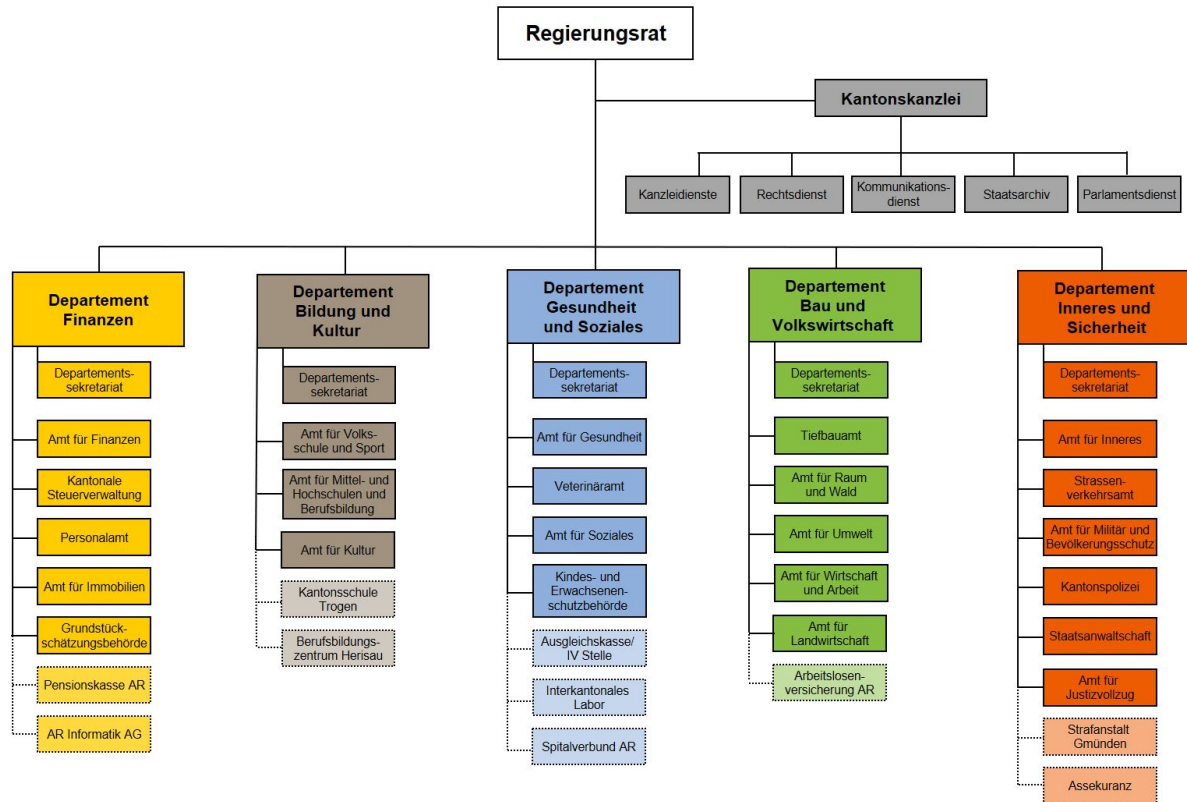 Regierungsrat
Kantonskanzlei
Kanzleidienste
Rechtsdienst
Kommunikations-
dienst
Staatsarchiv
Parlamentsdienst
Departement
Finanzen
Departements-
sekretariat
Amt für Finanzen
Kantonale
Steuerverwaltung
Personalamt
Amt für Immobilien
Grundstück-
schätzungsbehörde
Pensionskasse AR
AR Informatik AG
Departement
Bildung und
Kultur
Departements-
sekretariat
Amt für Volks-
schule und Sport
Amt für Mittel- und
Hochschulen und
Berufsbildung
Amt für Kultur
Kantonsschule
Trogen
Berufsbildungs-
zentrum Herisau
Departement
Gesundheit
und Soziales
Departements-
sekretariat
Amt für Gesundheit
Veterinäramt
Amt für Soziales
Kindes- und
Erwachsenen-
schutzbehörde
Ausgleichskasse/
IV Stelle
Interkantonales
Labor
Spitalverbund AR
Departement
Bau und
Volkswirtschaft
Departements-
sekretariat
Tiefbauamt
Amt für Raum
und Wald
Amt für Umwelt
Amt für Wirtschaft
und Arbeit
Amt für
Landwirtschaft
Arbeitslosen-
versicherung AR
Departement
Inneres und
Sicherheit
Departements-
sekretariat
Amt für Inneres
Strassen-
verkehrsamt
Amt für Militär und
Bevölkerungsschutz
Kantonspolizei
Staatsanwaltschaft
Amt für
Justizvollzug
Strafanstalt
Gmünden
Assekuranz